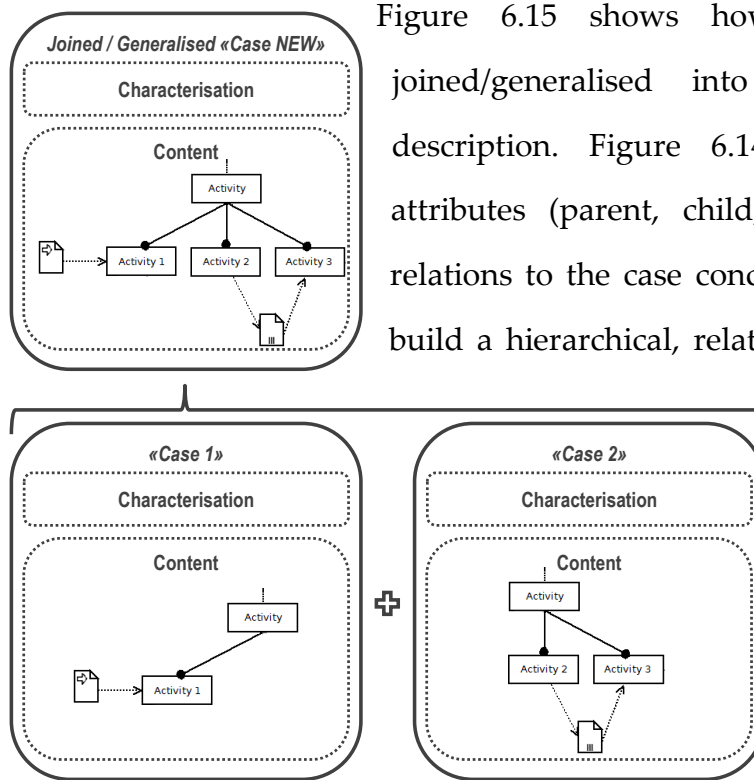 Figure 6.15 shows how
joined/generalised into
description. Figure 6.14
attributes (parent, child,
relations to the case conc
build a hierarchical, relat
Joined / Generalised «Case NEW»
Characterisation
Content
Activity
Activity 1 Activity 2 Activity 3
«Case 1»
Characterisation
Content
Activity
Activity 1
«Case 2»
Characterisation
Content
Activity
Activity 2 Activity 3